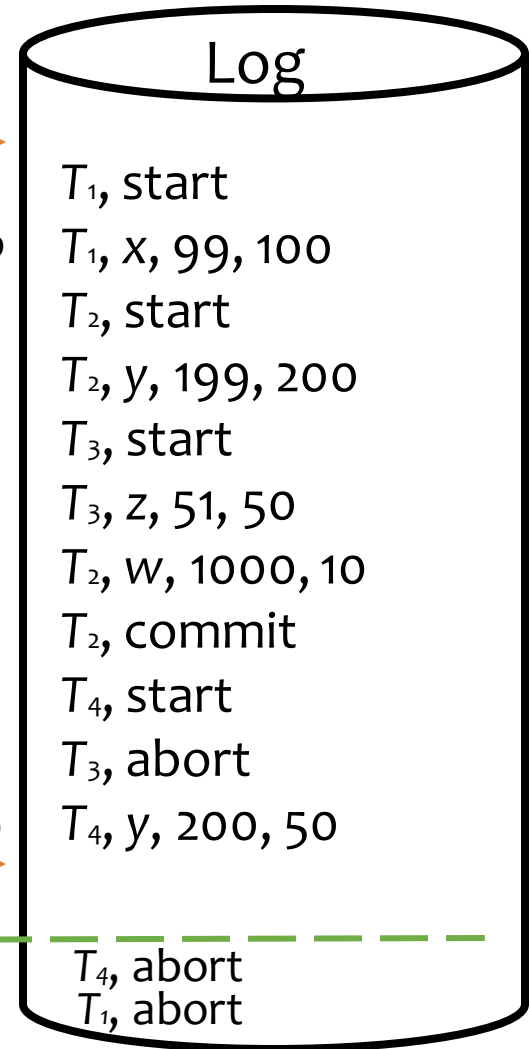 Log
T₁, start
T₁, x, 99, 100
T₂, start
T₂, y, 199, 200
T₃, start
T₃, z, 51, 50
T₂, w, 1000, 10
T₂, commit
T₄, start
T₃, abort
T₄, y, 200, 50
T₄, abort
T₁, abort